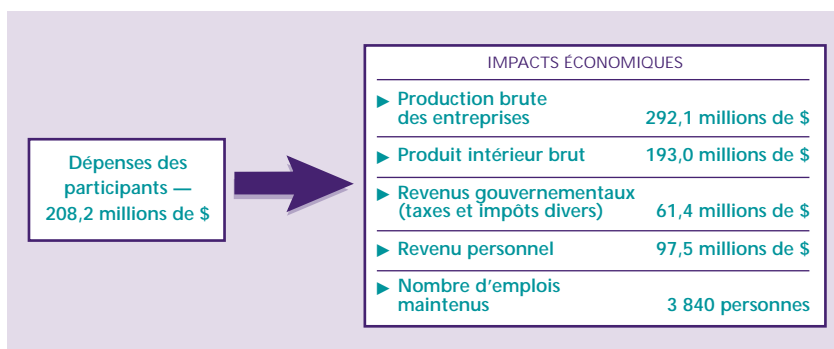 Dépenses des
participants —
208,2 millions de $
IMPACTS ÉCONOMIQUES
► Production brute
des entreprises 292,1 millions de $
► Produit intérieur brut 193,0 millions de $
► Revenus gouvernementaux
(taxes et impôts divers) 61,4 millions de $
► Revenu personnel 97,5 millions de $
► Nombre d'emplois
maintenus 3 840 personnes